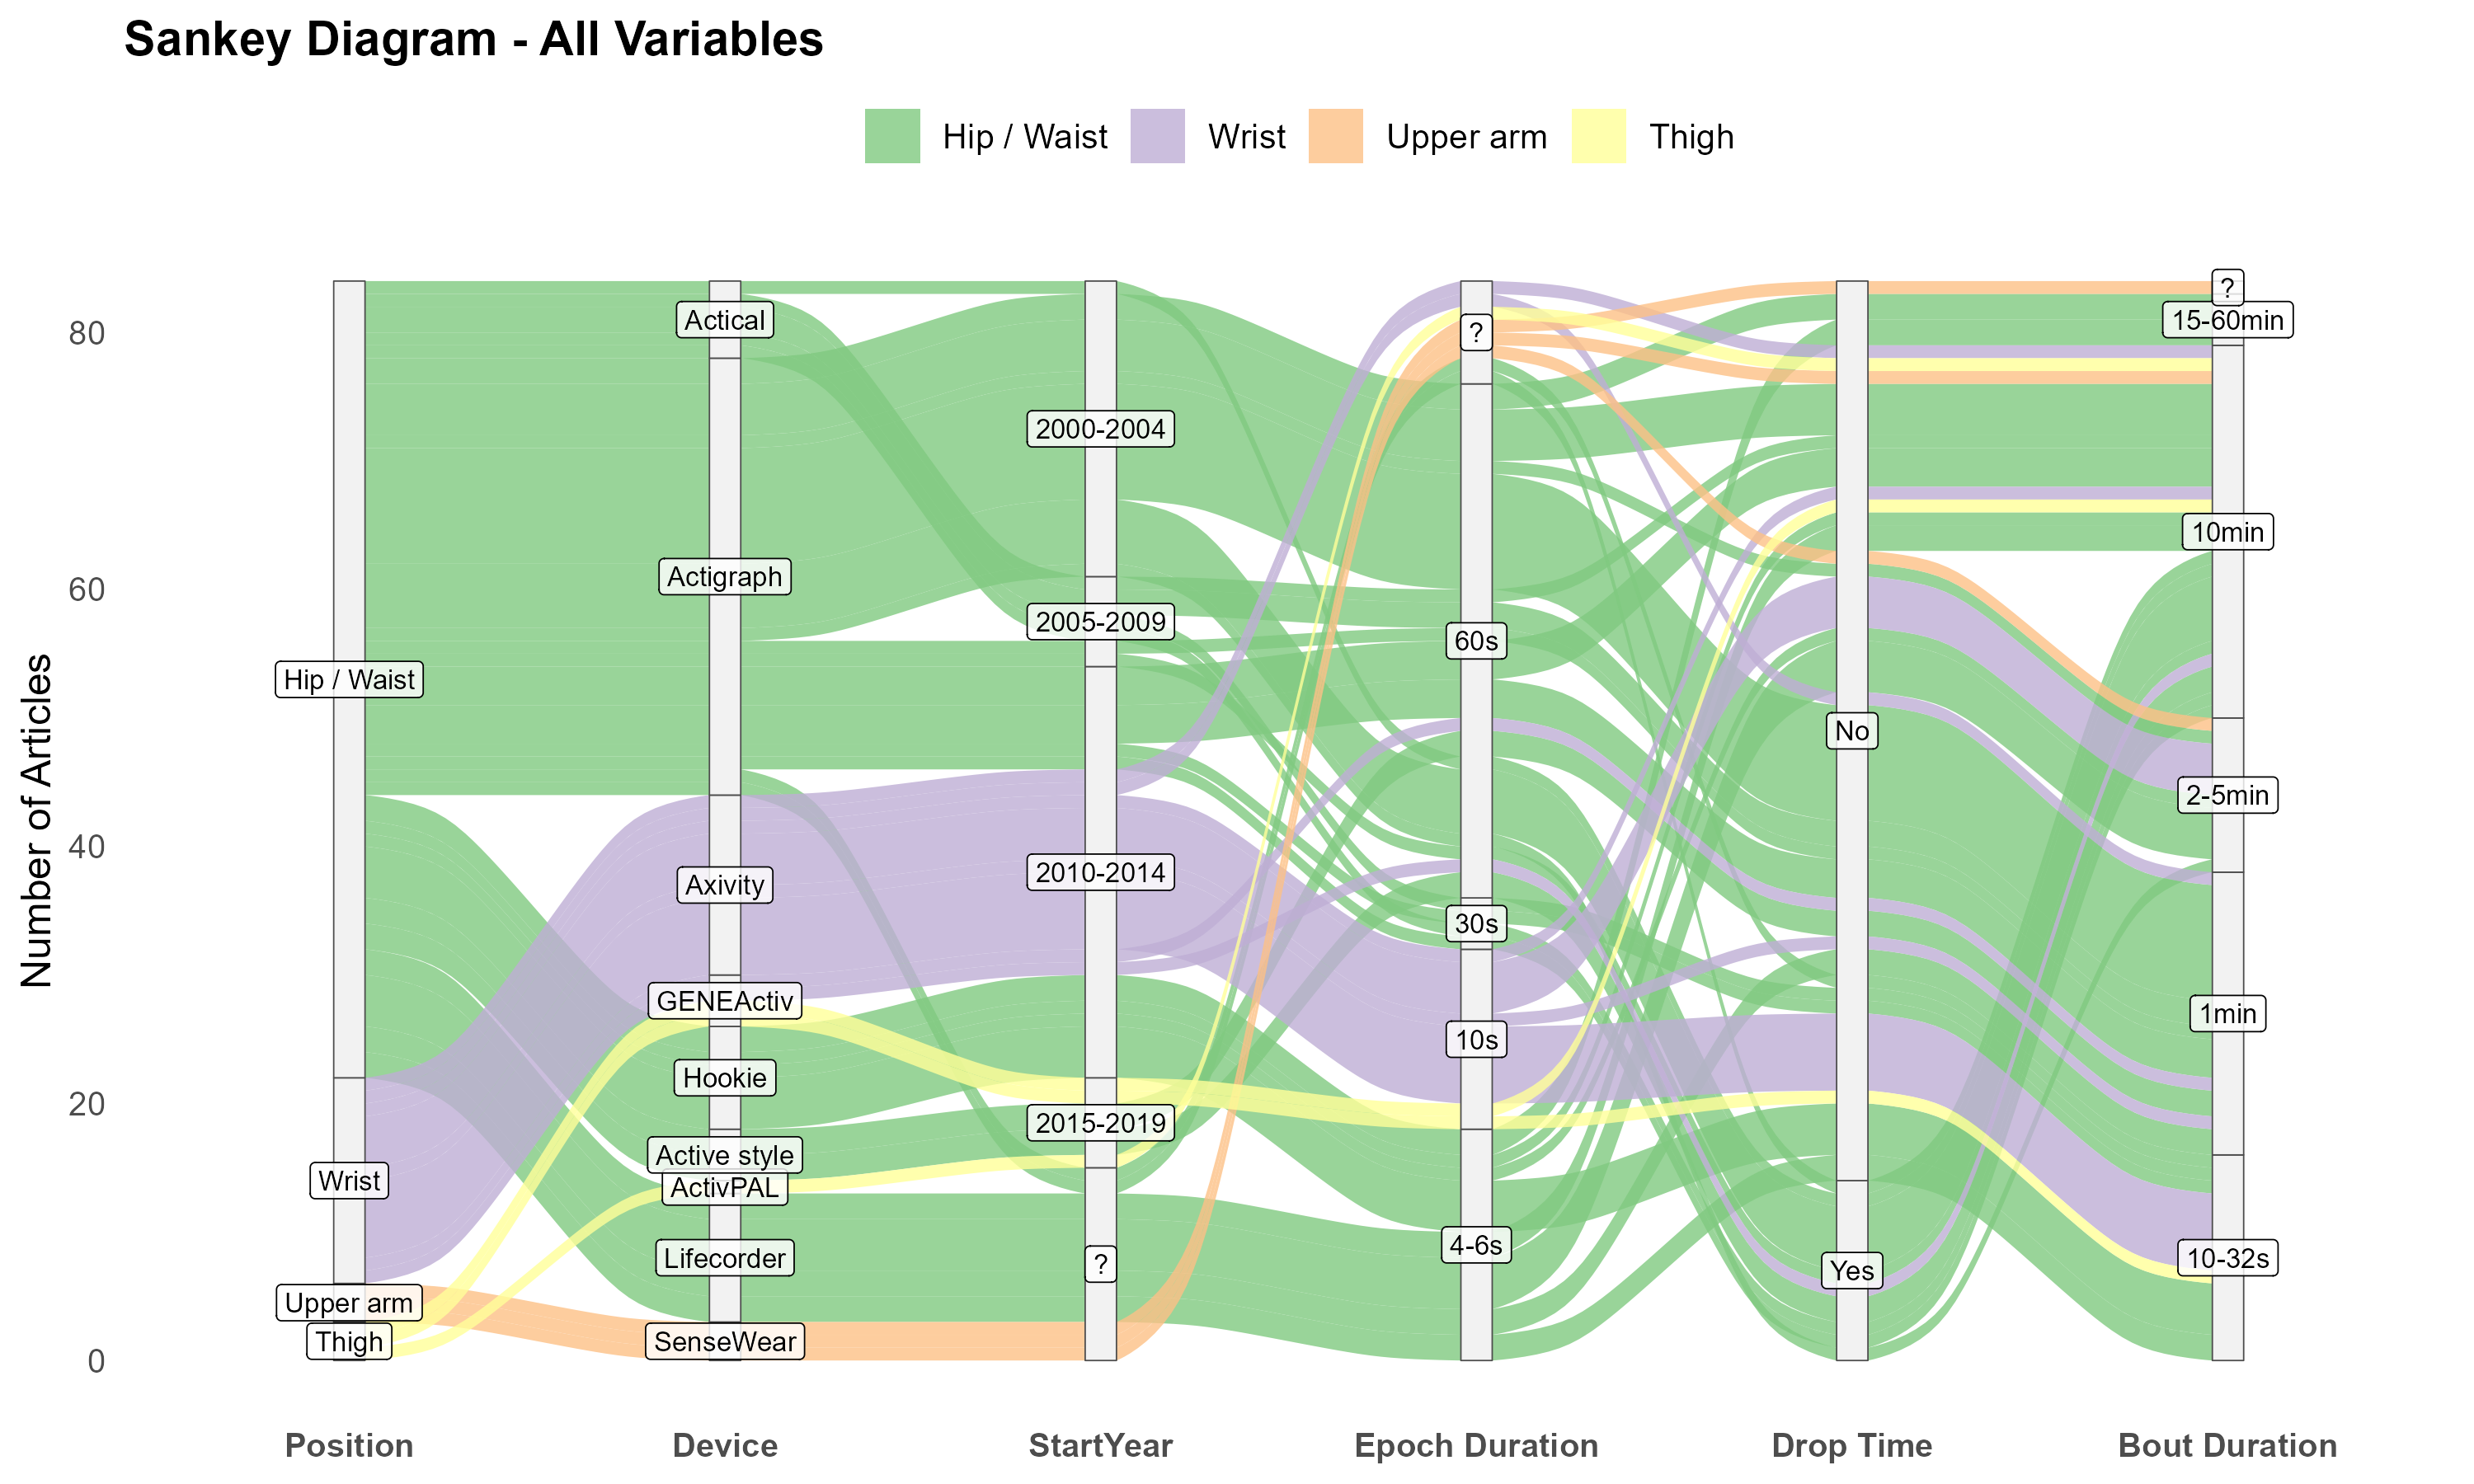 Sankey Diagram - All Variables
Hip / Waist Wrist Upper arm Thigh
Number of Articles
80
60
40
20
0
Hip / Waist
Wrist
Upper arm
Thigh
Actical
Actigraph
Axivity
GENEActiv
Hookie
Active style
ActivPAL
Lifecorder
SenseWear
2000-2004
2005-2009
2010-2014
2015-2019
?
?
60s
30s
10s
4-6s
No
Yes
?
15-60min
10min
2-5min
1min
10-32s
Position Device StartYear Epoch Duration Drop Time Bout Duration